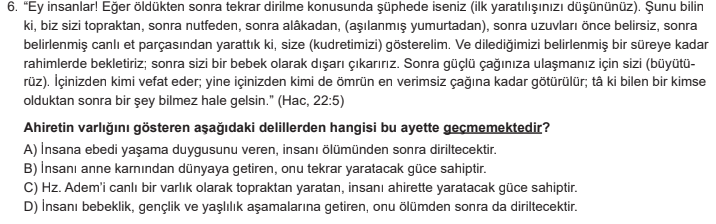 6. “Ey insanlar! Eğer öldükten sonra tekrar dirilme konusunda şüphede iseniz (ilk yaratılışınızı düşününüz). Şunu bilin
ki, biz sizi topraktan, sonra nutfeden, sonra alâkadan, (aşılanmış yumurtadan), sonra uzuvları önce belirsiz, sonra
belirlenmiş canlı et parçasından yarattık ki, size (kudretimizi) gösterelim. Ve dilediğimizi belirlenmiş bir süreye kadar
rahimlerde bekletiriz; sonra sizi bir bebek olarak dışarı çıkarırız. Sonra güçlü çağınıza ulaşmanız için sizi (büyütü-
rüz). İçinizden kimi vefat eder; yine içinizden kimi de ömrün en verimsiz çağına kadar götürülür; tâ ki bilen bir kimse
olduktan sonra bir şey bilmez hale gelsin.” (Hac, 22:5)
Ahiretin varlığını gösteren aşağıdaki delillerden hangisi bu ayette geçmemektedir?
A) İnsana ebedi yaşama duygusunu veren, insanı ölümünden sonra diriltecektir.
B) İnsanı anne karnından dünyaya getiren, onu tekrar yaratacak güce sahiptir.
C) Hz. Adem’i canlı bir varlık olarak topraktan yaratan, insanı ahirette yaratacak güce sahiptir.
D) İnsanı bebeklik, gençlik ve yaşlılık aşamalarına getiren, onu ölümden sonra da diriltecektir.